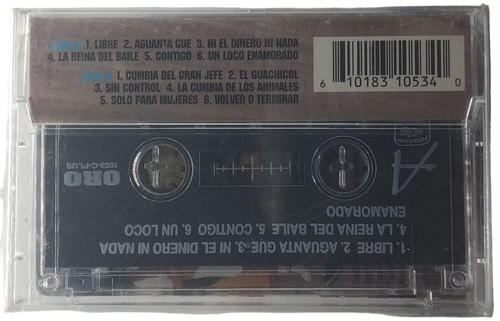 1. LIBRE 2. AGUANTA GUE 3. NI EL DINERO NI NADA
4. LA REINA DEL BAILE 5. CONTIGO 6. UN LOCO ENAMORADO
1. CUMBIA DEL GRAN JEFE 2. EL GUACHICOL
3. SIN CONTROL 4. LA CUMBIA DE LOS ANIMALES
5. SOLO PARA MUJERES 6. VOLVER O TERMINAR
6 10183 10534 0
A
ORO
1053-C-PLUS
1. LIBRE 2. AGUANTA GUE 3. NI EL DINERO NI NADA
4. LA REINA DEL BAILE 5. CONTIGO 6. UN LOCO
ENAMORADO